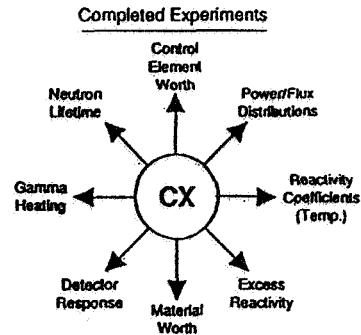 Completed Experiments
Control
Element
Worth
Neutron
Lifetime
Power/Flux
Distributions
Gamma
Heating
CX
Reactivity
Coefficients
(Temp.)
Detector
Response
Material
Worth
Excess
Reactivity